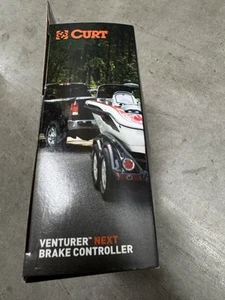 CURT
VENTURER™ NEXT
BRAKE CONTROLLER